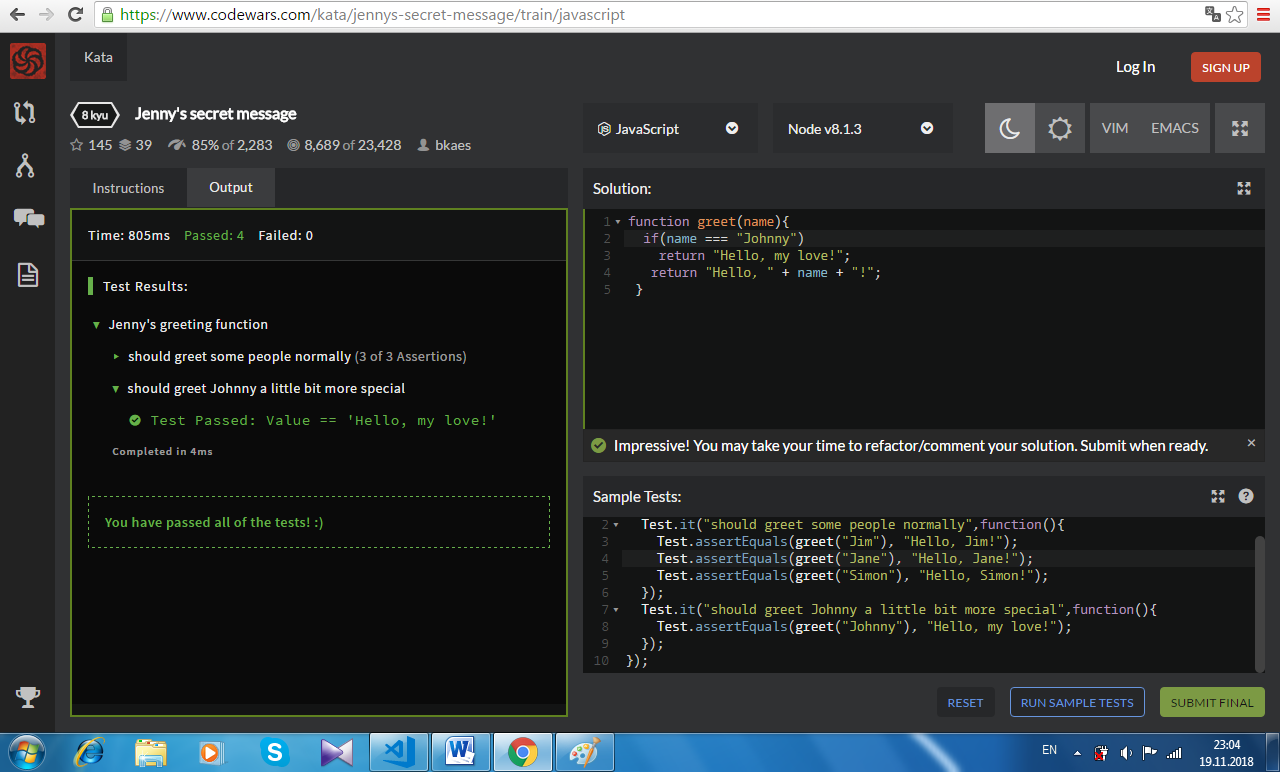 https://www.codewars.com/kata/jennys-secret-message/train/javascript
Kata
Log In
SIGN UP
8 kyu
Jenny's secret message
145 39 85% of 2,283 8,689 of 23,428 bkaes
JavaScript
Node v8.1.3
VIM EMACS
Instructions
Output
Time: 805ms Passed: 4 Failed: 0
Test Results:
Jenny's greeting function
should greet some people normally (3 of 3 Assertions)
should greet Johnny a little bit more special
Test Passed: Value == 'Hello, my love!'
Completed in 4ms
You have passed all of the tests! :)
Solution:
1 function greet(name){
2 if(name === "Johnny")
3 return "Hello, my love!";
4 return "Hello, " + name + "!";
5 }
Impressive! You may take your time to refactor/comment your solution. Submit when ready.
Sample Tests:
2 Test.it("should greet some people normally",function(){
3 Test.assertEquals(greet("Jim"), "Hello, Jim!");
4 Test.assertEquals(greet("Jane"), "Hello, Jane!");
5 Test.assertEquals(greet("Simon"), "Hello, Simon!");
6 });
7 Test.it("should greet Johnny a little bit more special",function(){
8 Test.assertEquals(greet("Johnny"), "Hello, my love!");
9 });
10 });
RESET
RUN SAMPLE TESTS
SUBMIT FINAL
EN
23:04
19.11.2018